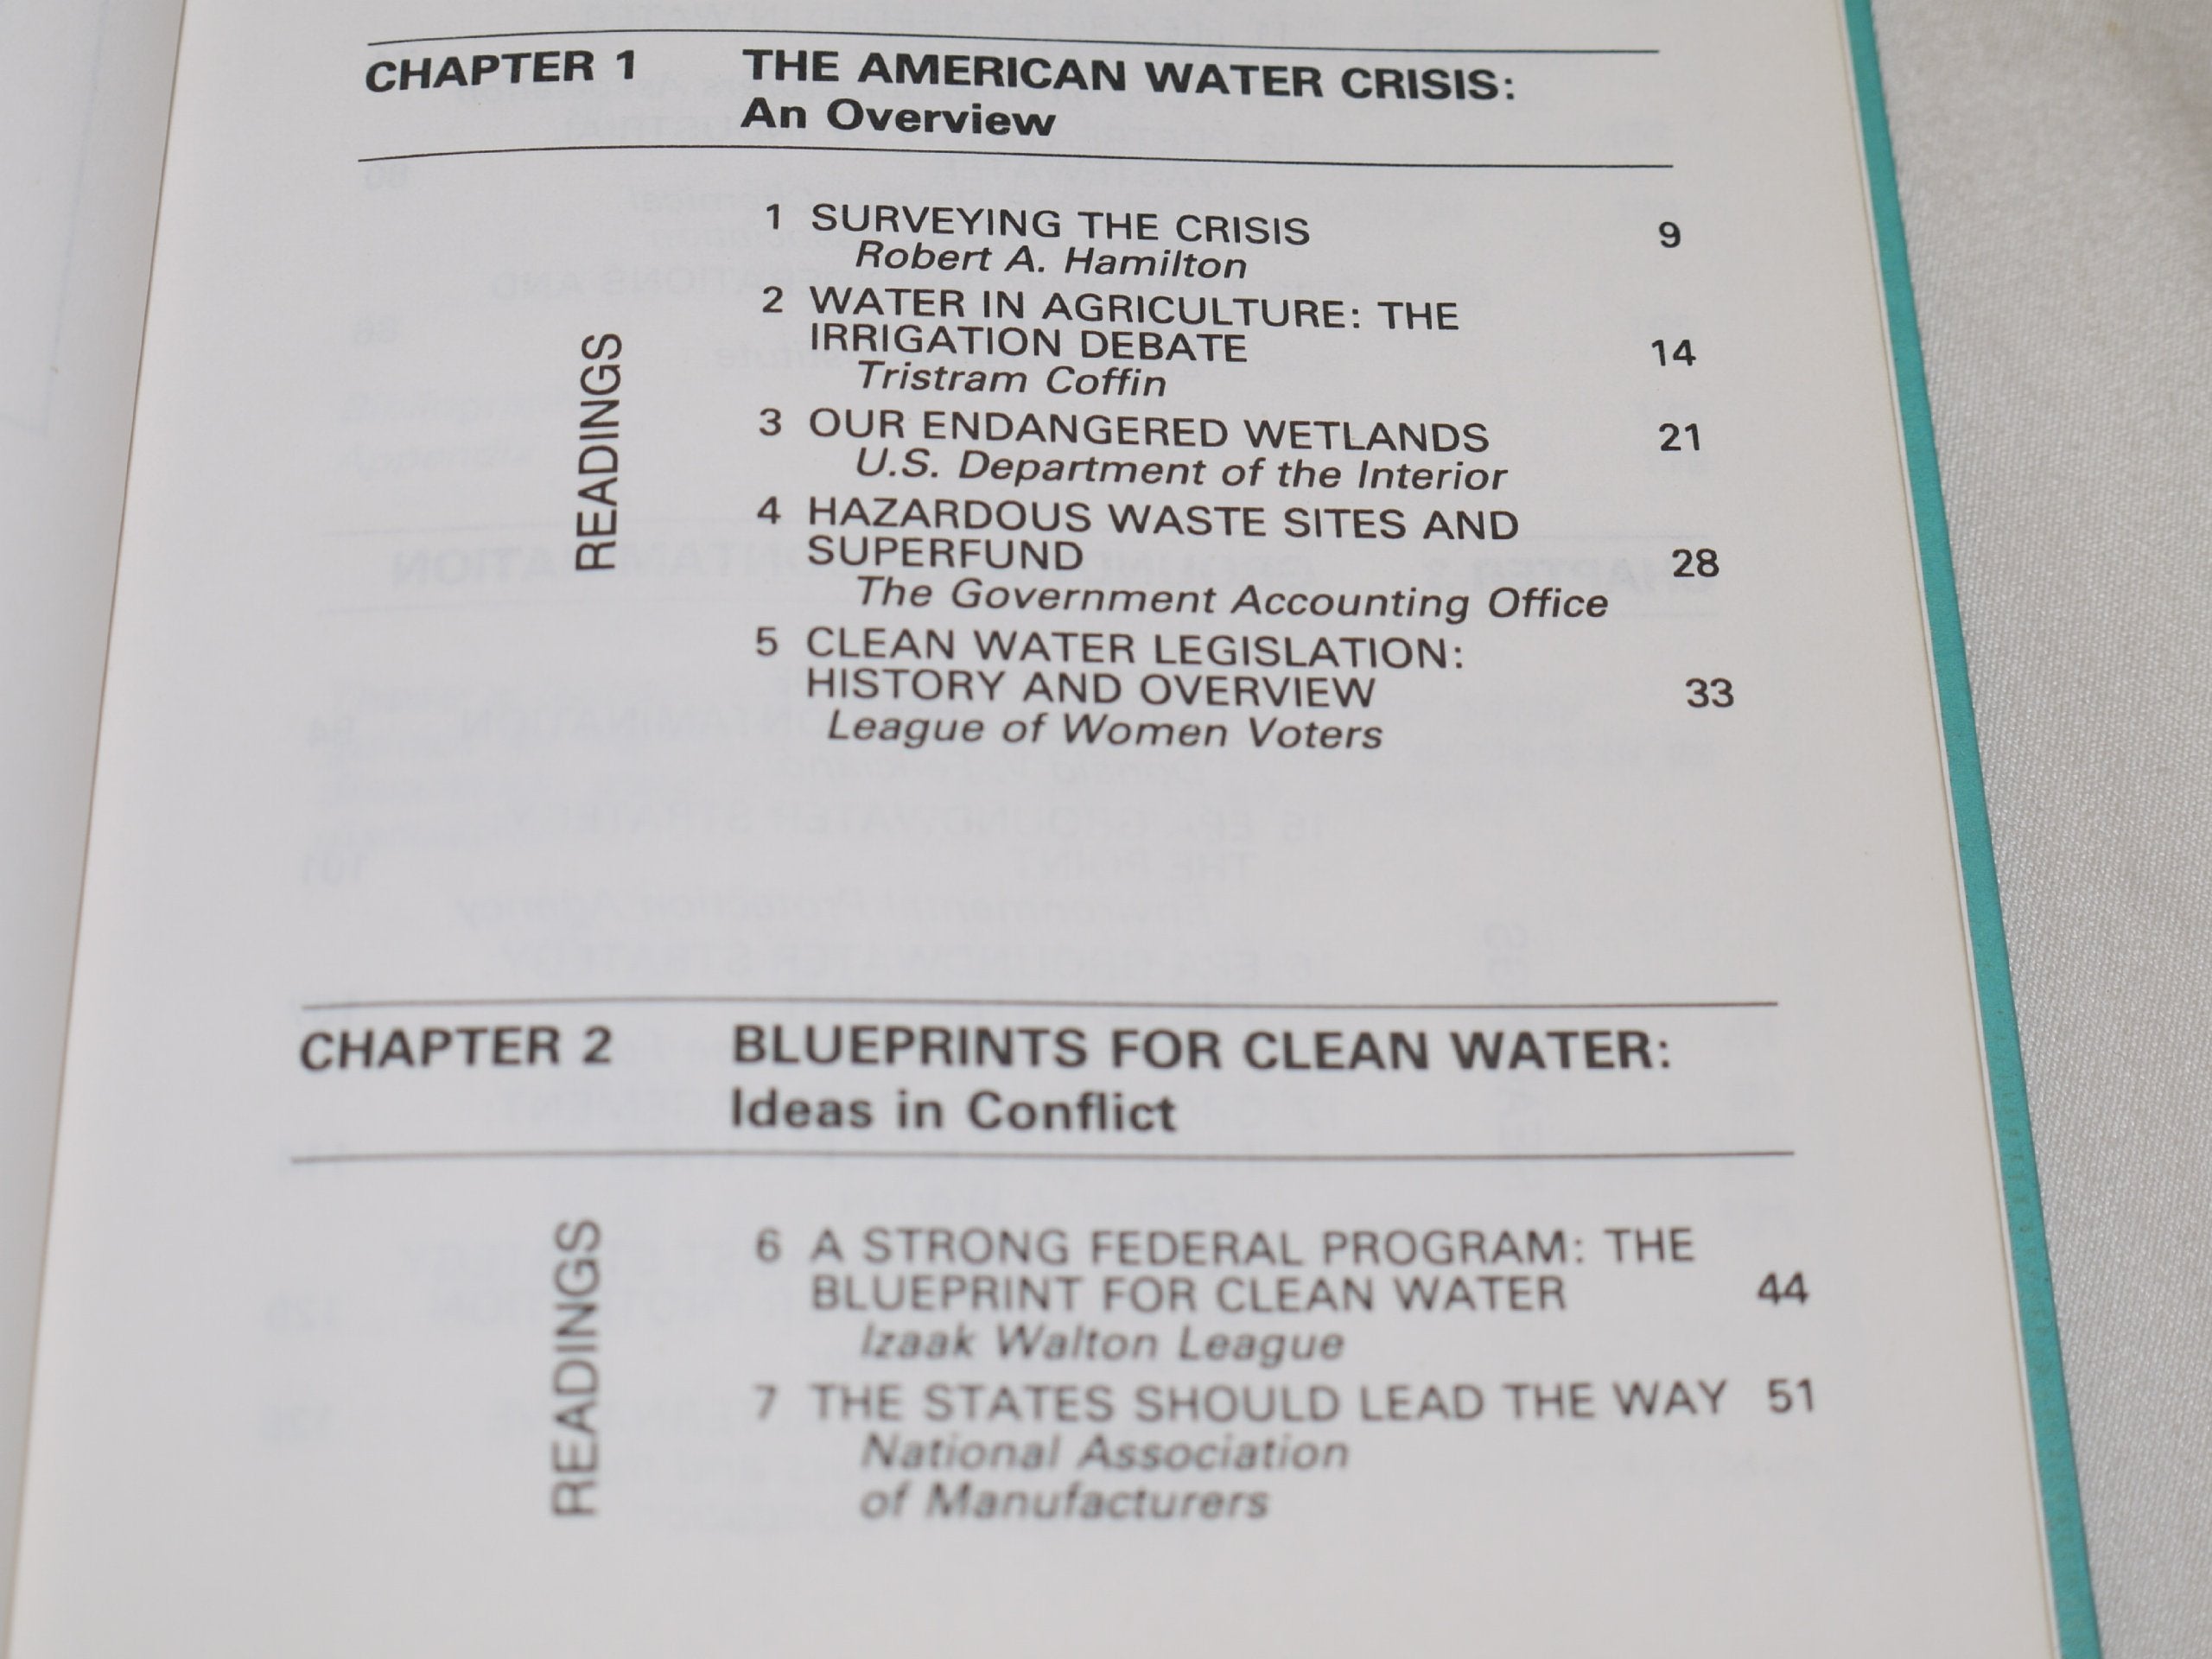 CHAPTER 1 THE AMERICAN WATER CRISIS:
An Overview
READINGS
1 SURVEYING THE CRISIS 9
Robert A. Hamilton
2 WATER IN AGRICULTURE: THE
IRRIGATION DEBATE 14
Tristram Coffin
3 OUR ENDANGERED WETLANDS 21
U.S. Department of the Interior
4 HAZARDOUS WASTE SITES AND
SUPERFUND 28
The Government Accounting Office
5 CLEAN WATER LEGISLATION:
HISTORY AND OVERVIEW 33
League of Women Voters
CHAPTER 2 BLUEPRINTS FOR CLEAN WATER:
Ideas in Conflict
READINGS
6 A STRONG FEDERAL PROGRAM: THE
BLUEPRINT FOR CLEAN WATER 44
Izaak Walton League
7 THE STATES SHOULD LEAD THE WAY 51
National Association
of Manufacturers